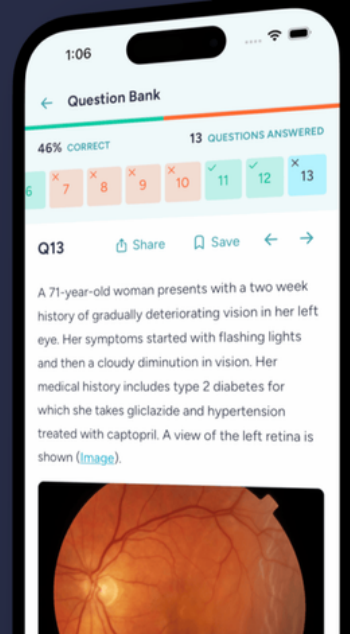 1:06
← Question Bank
46% CORRECT 13 QUESTIONS ANSWERED
6 7 8 9 10 11 12 13
Q13 Share Save
A 71-year-old woman presents with a two week
history of gradually deteriorating vision in her left
eye. Her symptoms started with flashing lights
and then a cloudy diminution in vision. Her
medical history includes type 2 diabetes for
which she takes gliclazide and hypertension
treated with captopril. A view of the left retina is
shown (Image).